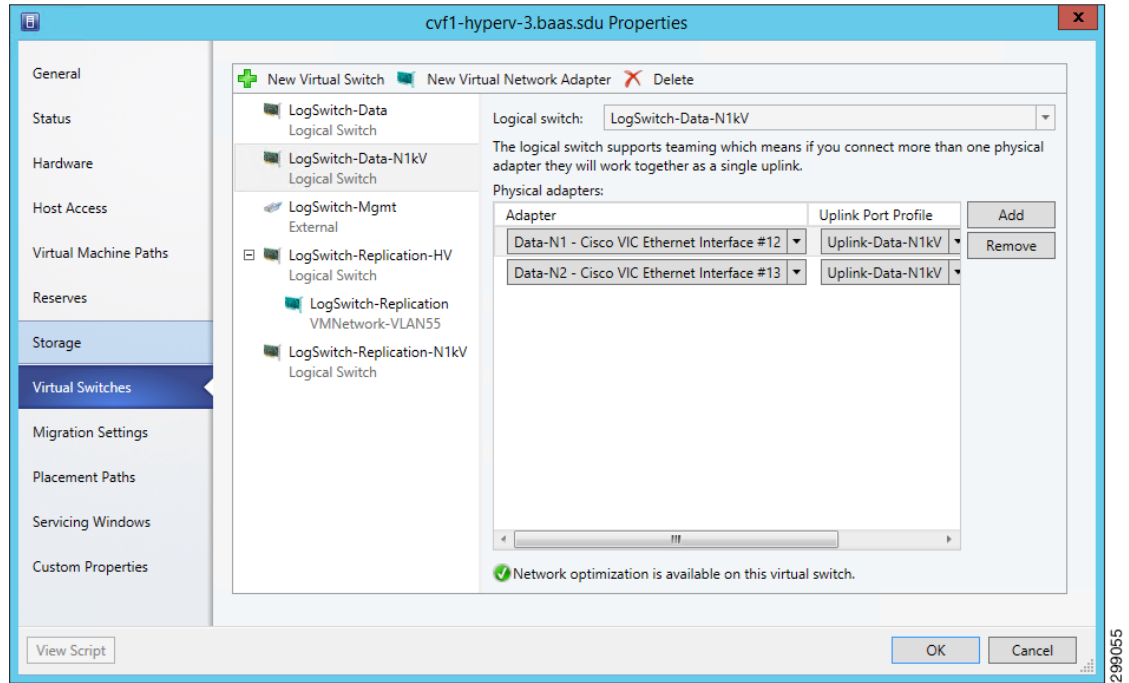 cvf1-hyperv-3.baas.sdu Properties
x
General
Status
Hardware
Host Access
Virtual Machine Paths
Reserves
Storage
Virtual Switches
Migration Settings
Placement Paths
Servicing Windows
Custom Properties
New Virtual Switch New Virtual Network Adapter Delete
LogSwitch-Data
Logical Switch
LogSwitch-Data-N1kV
Logical Switch
LogSwitch-Mgmt
External
LogSwitch-Replication-HV
Logical Switch
LogSwitch-Replication
VMNetwork-VLAN55
LogSwitch-Replication-N1kV
Logical Switch
Logical switch: LogSwitch-Data-N1kV
The logical switch supports teaming which means if you connect more than one physical
adapter they will work together as a single uplink.
Physical adapters:
Adapter Uplink Port Profile Add
Data-N1 - Cisco VIC Ethernet Interface #12 Uplink-Data-N1kV Remove
Data-N2 - Cisco VIC Ethernet Interface #13 Uplink-Data-N1kV
Network optimization is available on this virtual switch.
View Script OK Cancel
299055